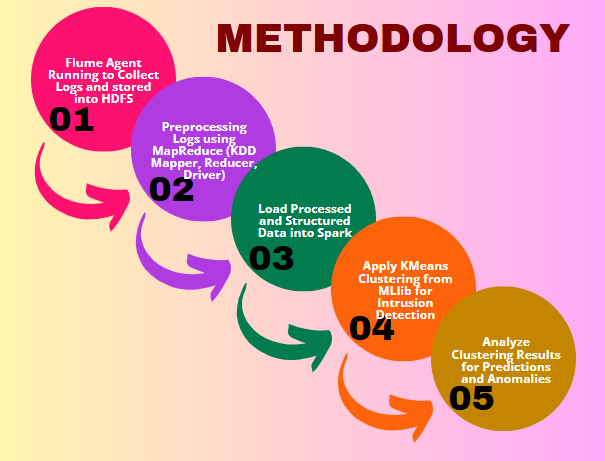 METHODOLOGY
Flume Agent
Running to Collect
Logs and stored
into HDFS
01
Preprocessing
Logs using
MapReduce (KDD
Mapper, Reducer,
Driver)
02
Load Processed
and Structured
Data into Spark
03
Apply KMeans
Clustering from
MLlib for
Intrusion
Detection
04
Analyze
Clustering Results
for Predictions
and Anomalies
05